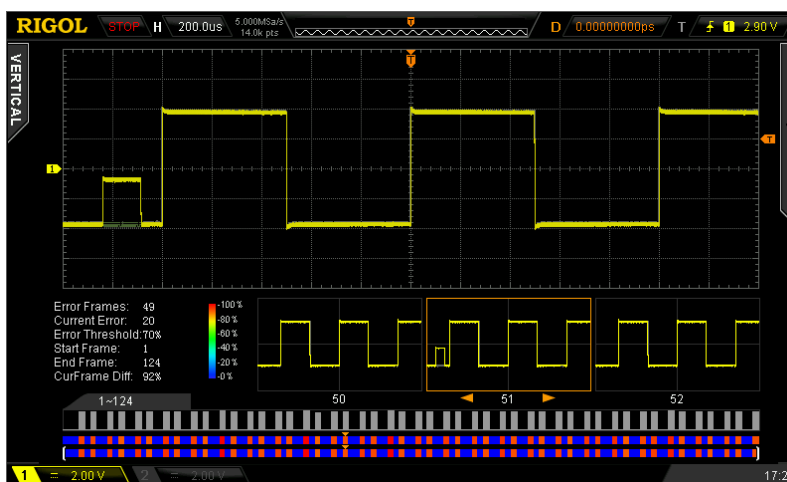 RIGOL STOP H 200.0us 5.000MSa/s 14.0k pts T D 0.00000000ps T 1 2.90 V
VERTICAL
T
1
T
Error Frames: 49
Current Error: 20
Error Threshold:70%
Start Frame: 1
End Frame: 124
CurFrame Diff: 92%
-100 %
-80 %
-60 %
-40 %
-20 %
-0 %
50 51 52
1~124
1 = 2.00 V 2 = 2.00 V 17:2